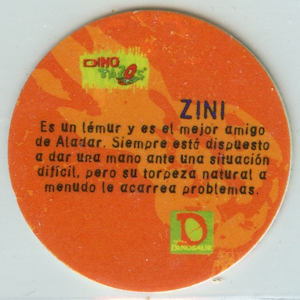 DINO
TAZOS
ZINI
Es un lémur y es el mejor amigo
de Aladar. Siempre estó dispuesto
a dar una mano ante una situación
difícil, pero su torpeza natural a
menudo le acarrea problemas.
D
DINOSAUR